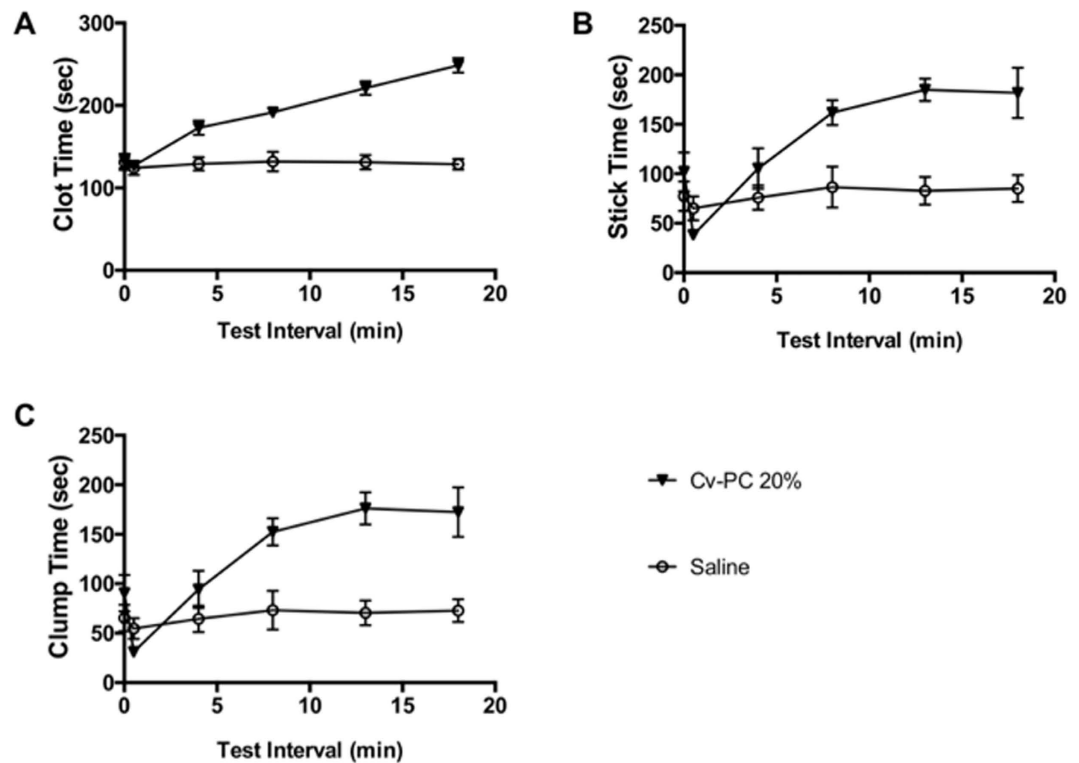 A
Clot Time (sec)
300
200
100
0
0 5 10 15 20
Test Interval (min)
B
Stick Time (sec)
250
200
150
100
50
0
0 5 10 15 20
Test Interval (min)
C
Clump Time (sec)
250
200
150
100
50
0
0 5 10 15 20
Test Interval (min)
Cv-PC 20%
Saline